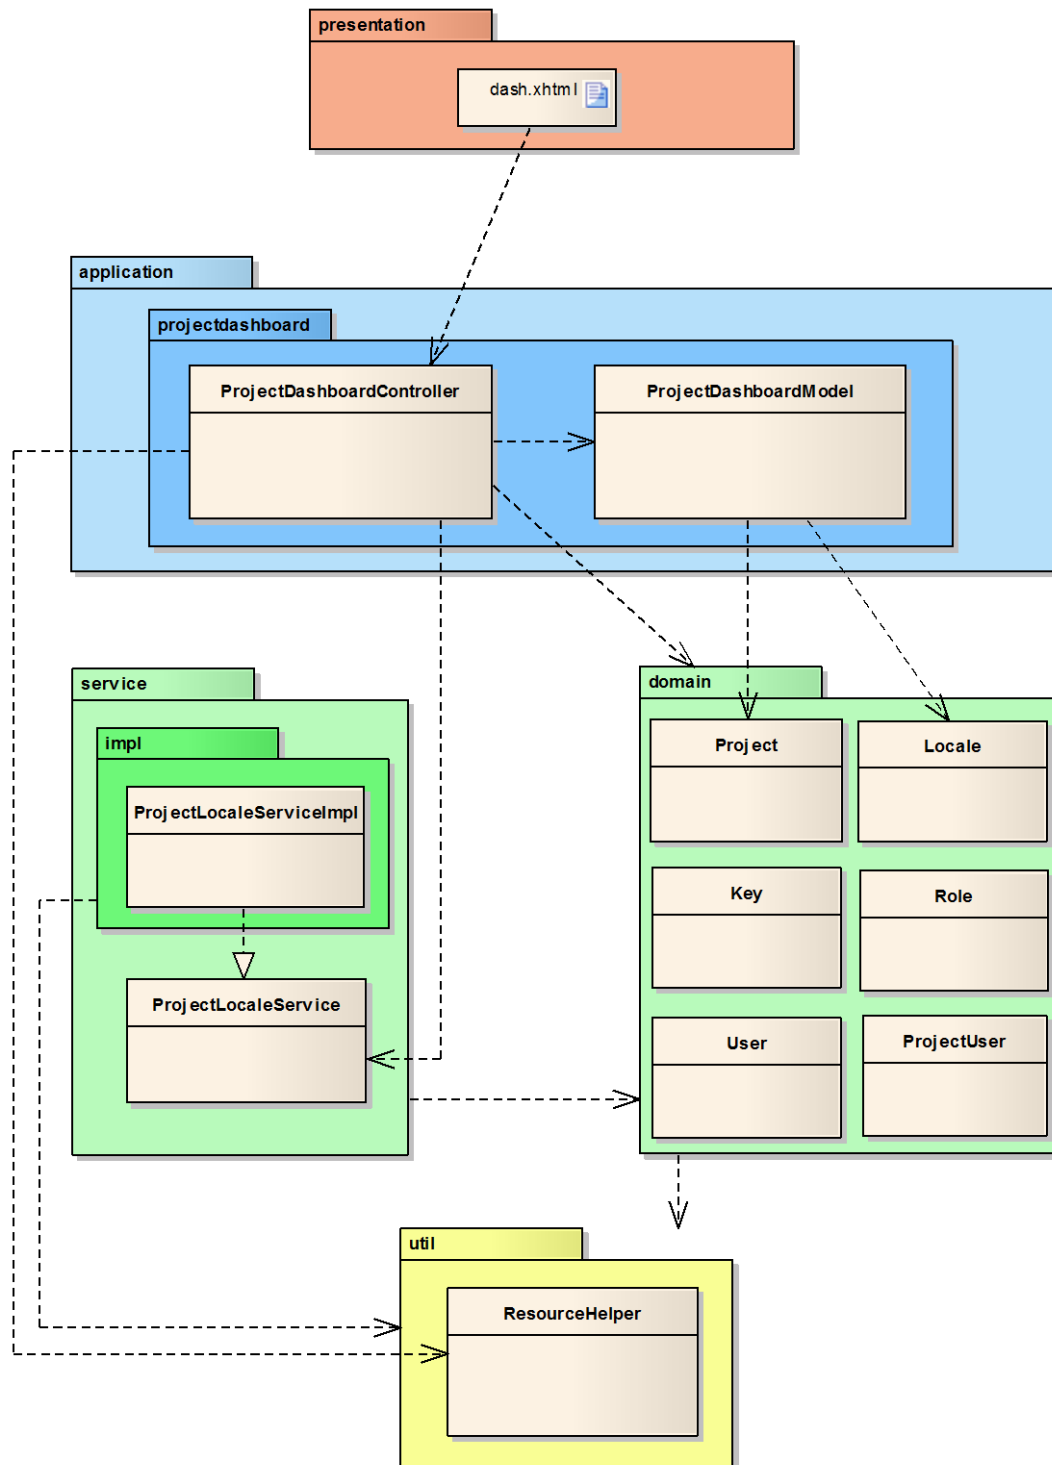 presentation
dash.xhtml
application
projectdashboard
ProjectDashboardController
ProjectDashboardModel
service
domain
impl
Project
Locale
ProjectLocaleServiceImpl
Key
Role
ProjectLocaleService
User
ProjectUser
util
ResourceHelper